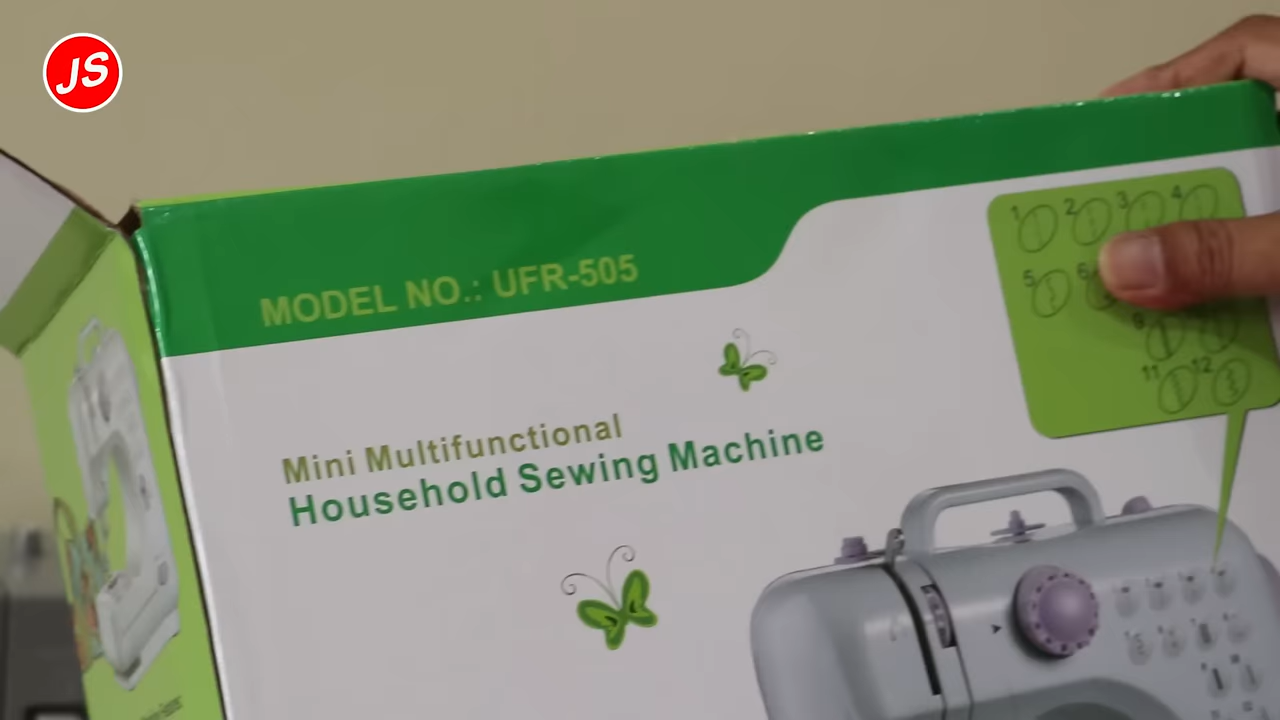 JS
MODEL NO.: UFR-505
1 2 3 4
5 6
9
11 12
Mini Multifunctional
Household Sewing Machine